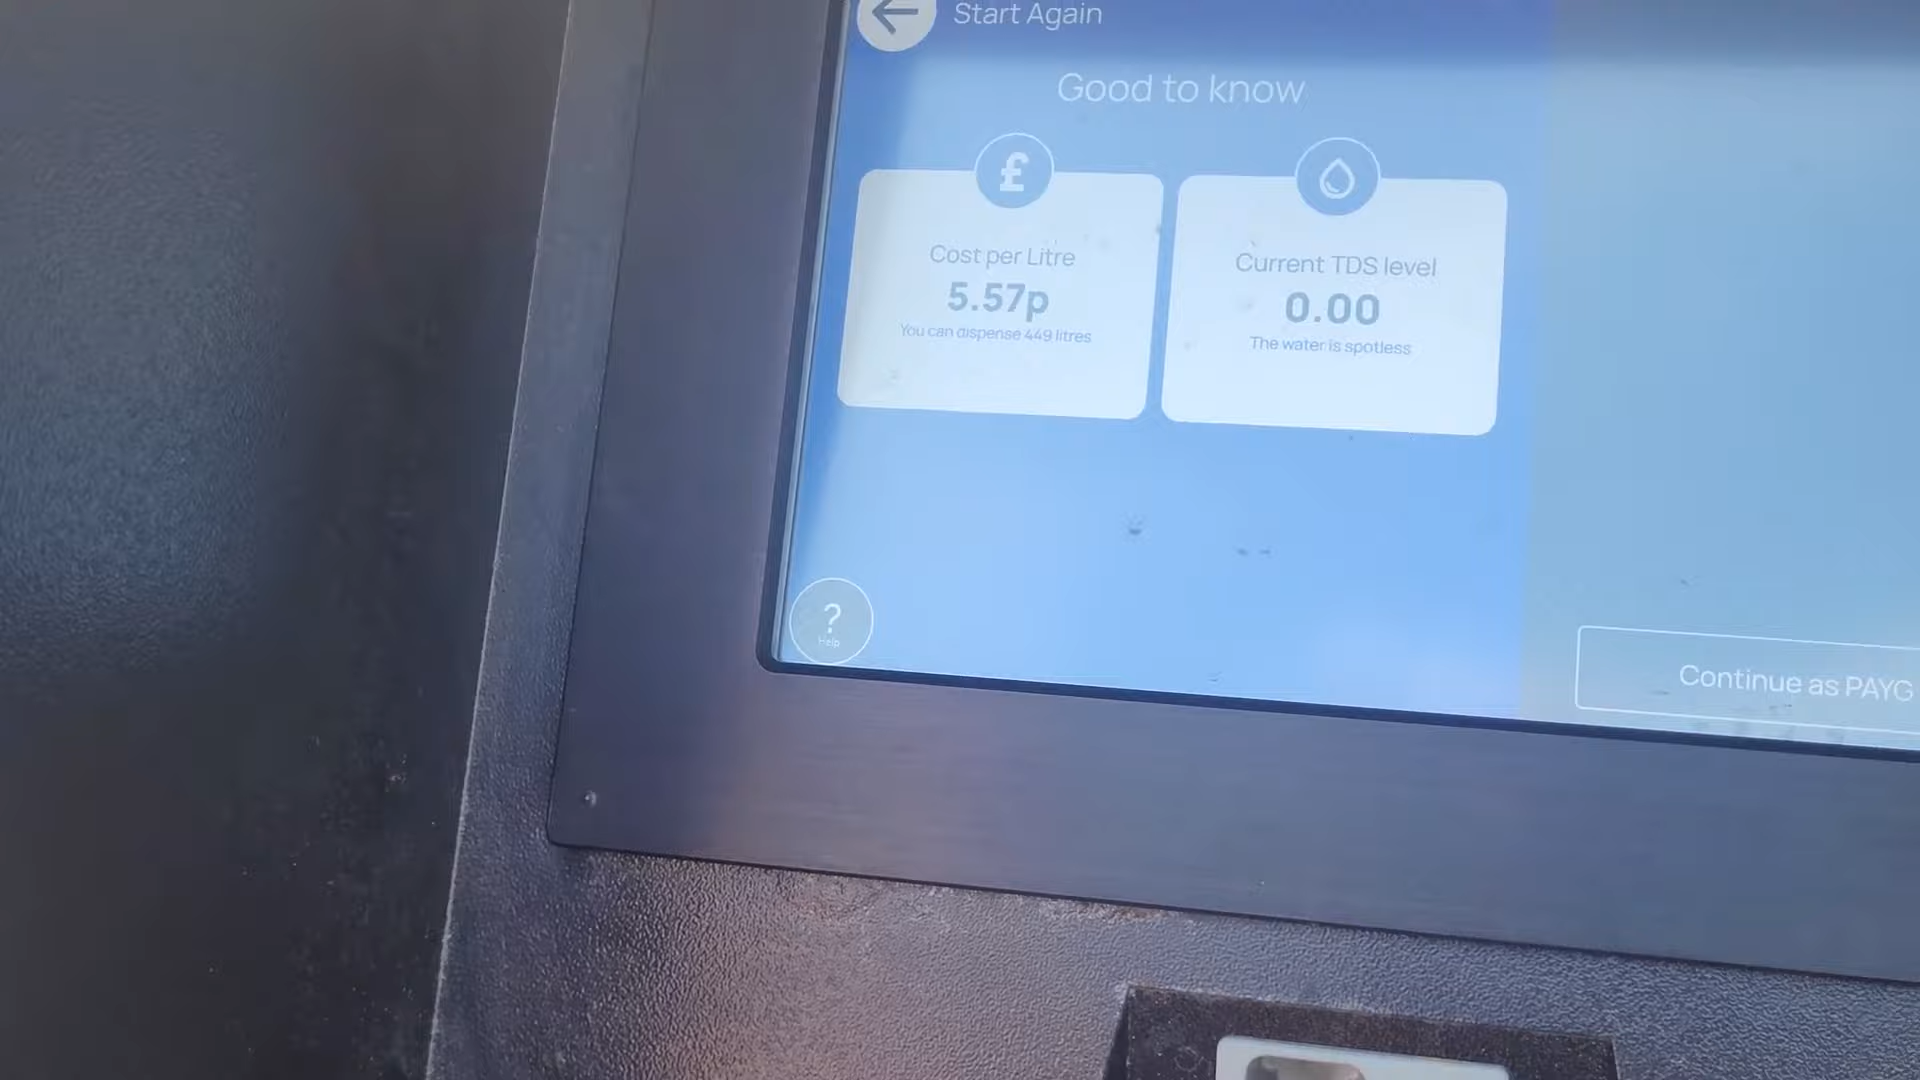 Start Again
Good to know
£
Cost per Litre
5.57p
You can dispense 449 litres
Current TDS level
0.00
The water is spotless
?
Help
Continue as PAYG